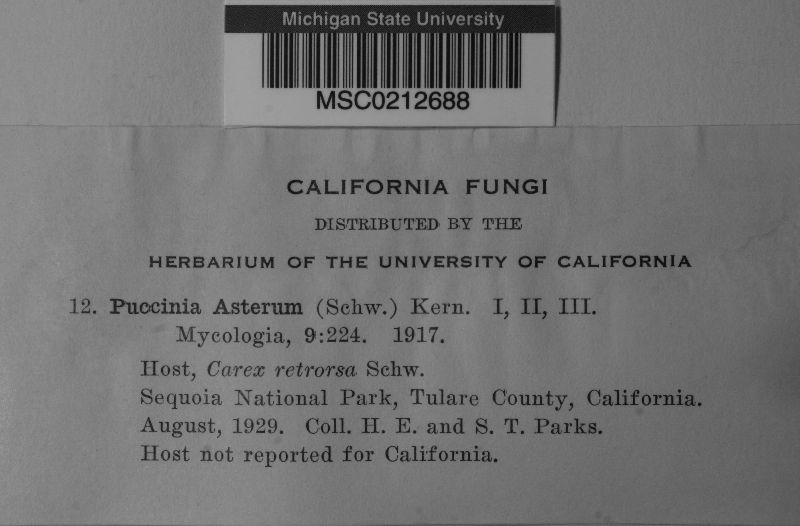 Michigan State University
MSC0212688
CALIFORNIA FUNGI
DISTRIBUTED BY THE
HERBARIUM OF THE UNIVERSITY OF CALIFORNIA
12. Puccinia Asterum (Schw.) Kern. I, II, III.
Mycologia, 9:224. 1917.
Host, Carex retrorsa Schw.
Sequoia National Park, Tulare County, California.
August, 1929. Coll. H. E. and S. T. Parks.
Host not reported for California.